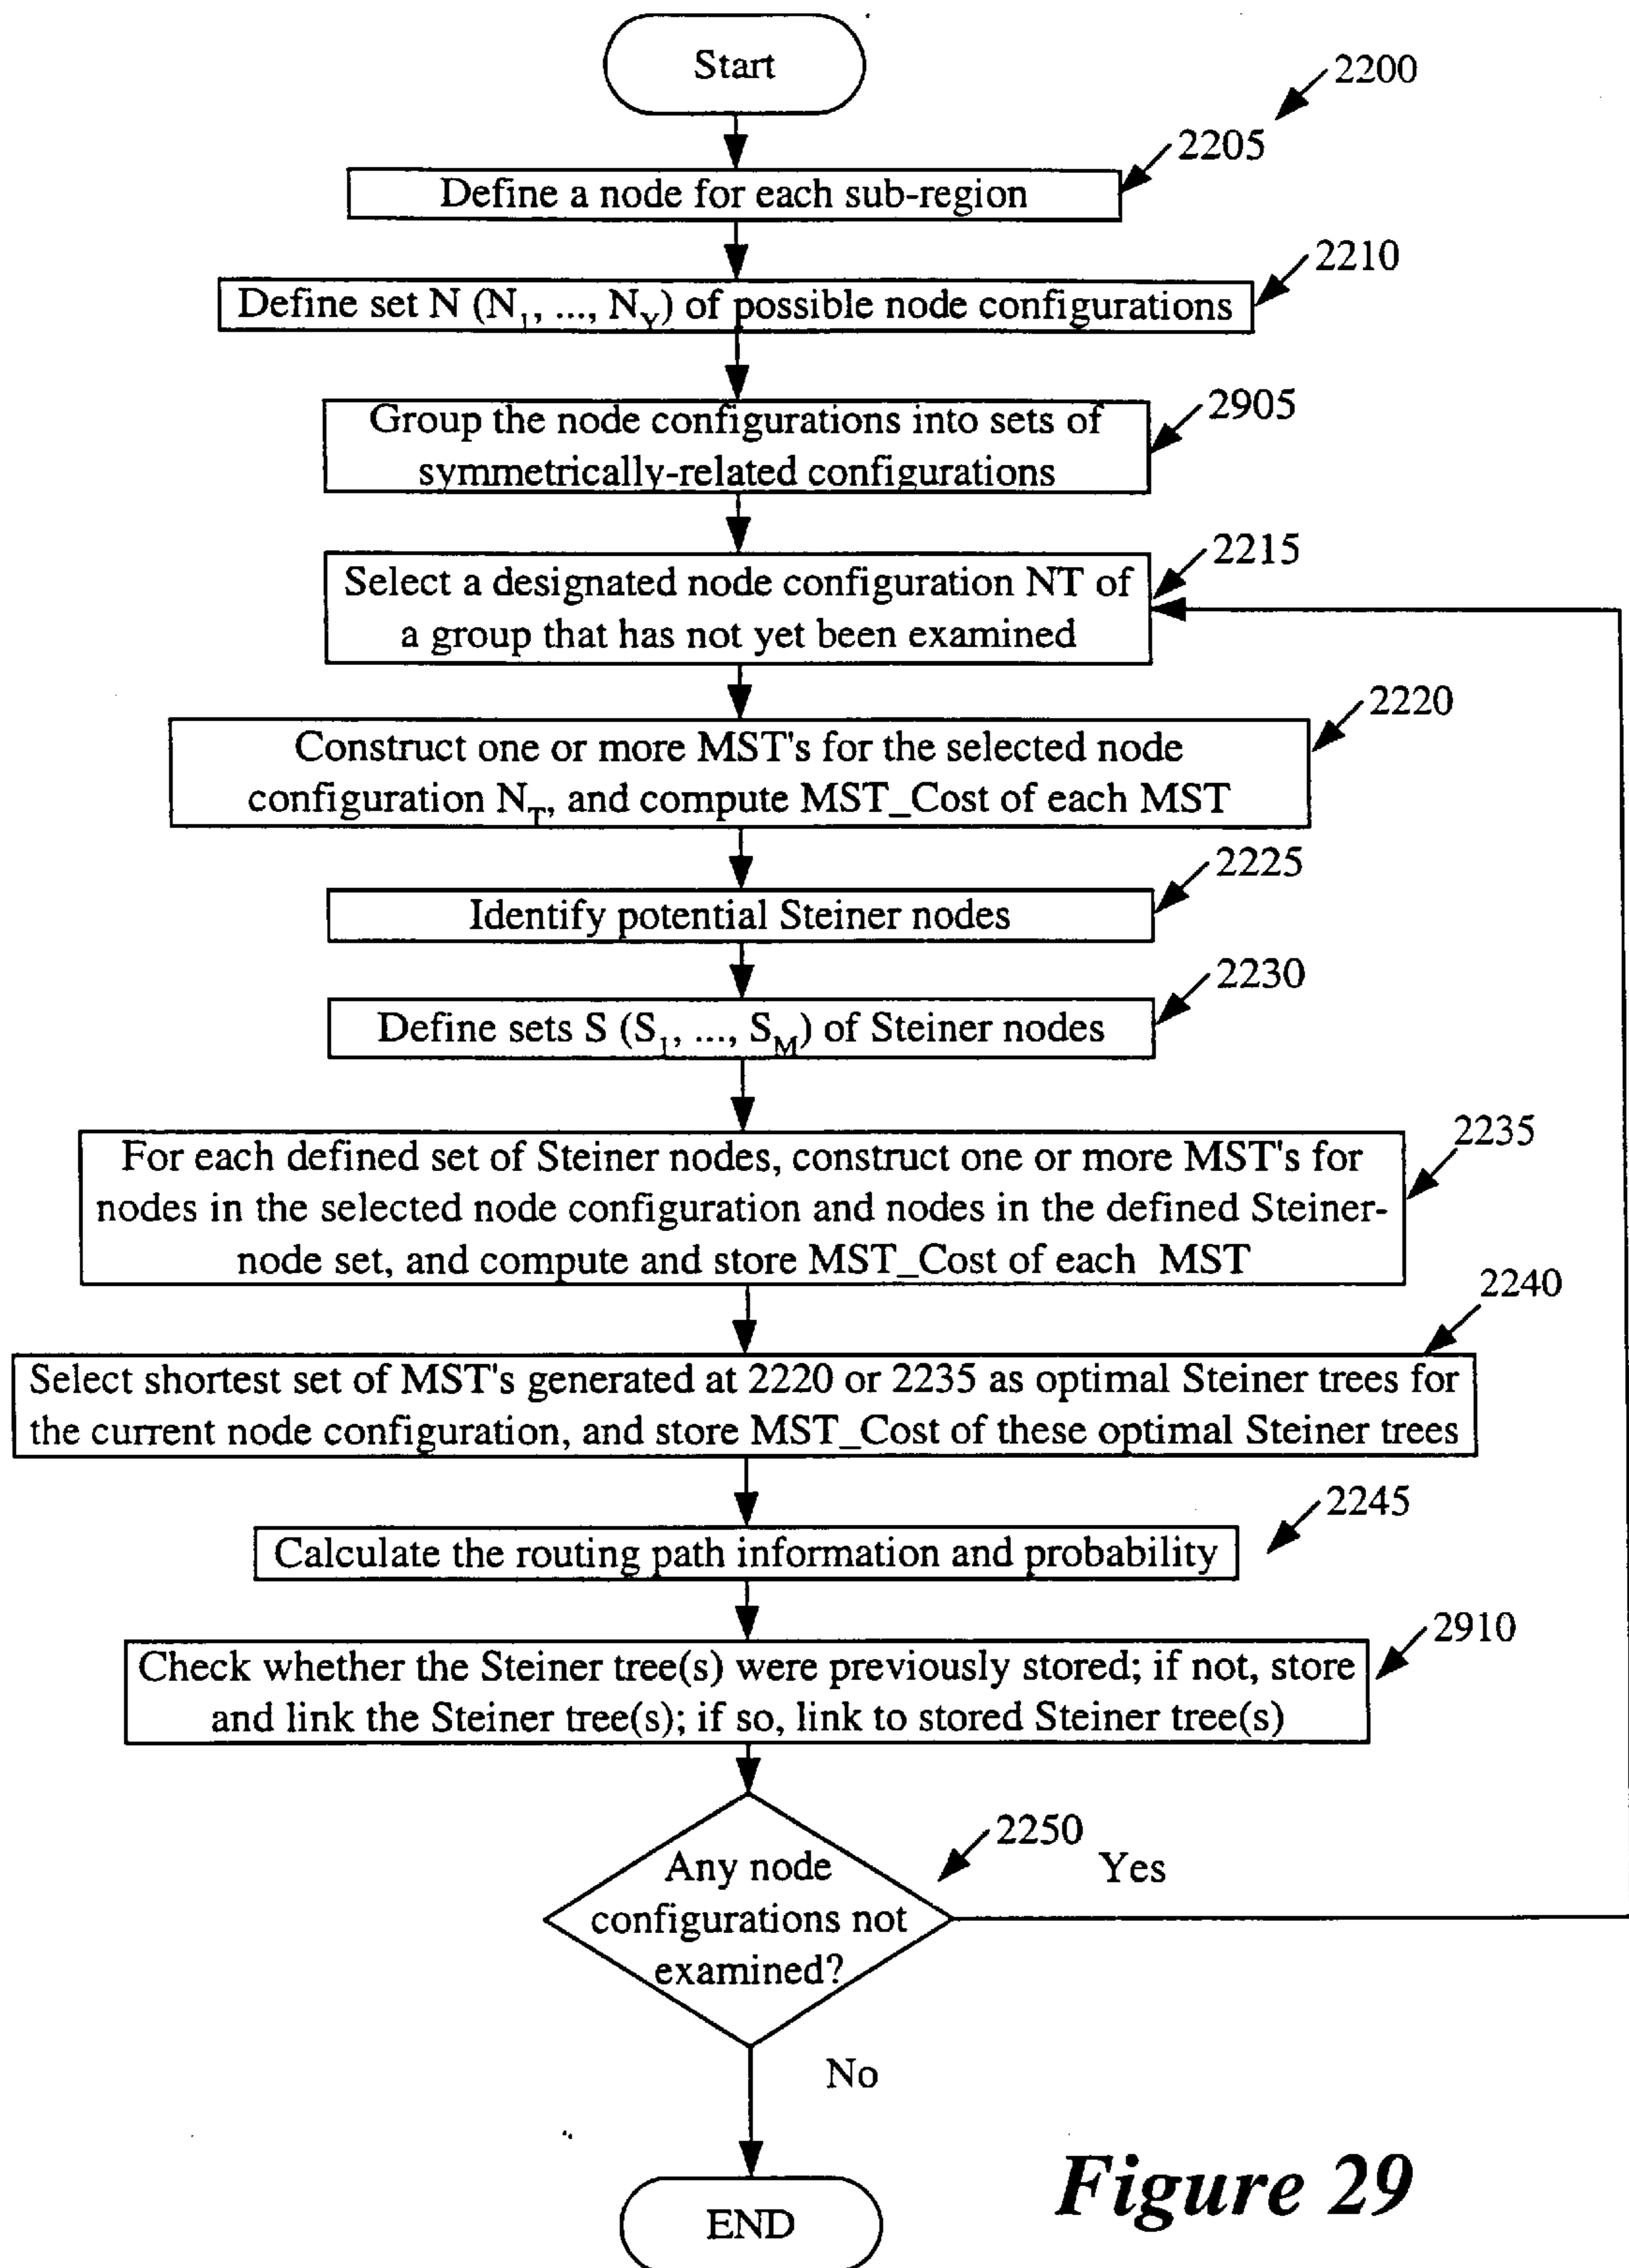 Start
2200
2205
Define a node for each sub-region
2210
Define set N (N1, ..., NY) of possible node configurations
2905
Group the node configurations into sets of
symmetrically-related configurations
2215
Select a designated node configuration NT of
a group that has not yet been examined
2220
Construct one or more MST's for the selected node
configuration NT, and compute MST_Cost of each MST
2225
Identify potential Steiner nodes
2230
Define sets S (S1, ..., SM) of Steiner nodes
2235
For each defined set of Steiner nodes, construct one or more MST's for
nodes in the selected node configuration and nodes in the defined Steiner-
node set, and compute and store MST_Cost of each MST
2240
Select shortest set of MST's generated at 2220 or 2235 as optimal Steiner trees for
the current node configuration, and store MST_Cost of these optimal Steiner trees
2245
Calculate the routing path information and probability
2910
Check whether the Steiner tree(s) were previously stored; if not, store
and link the Steiner tree(s); if so, link to stored Steiner tree(s)
2250
Yes
Any node
configurations not
examined?
No
END
Figure 29